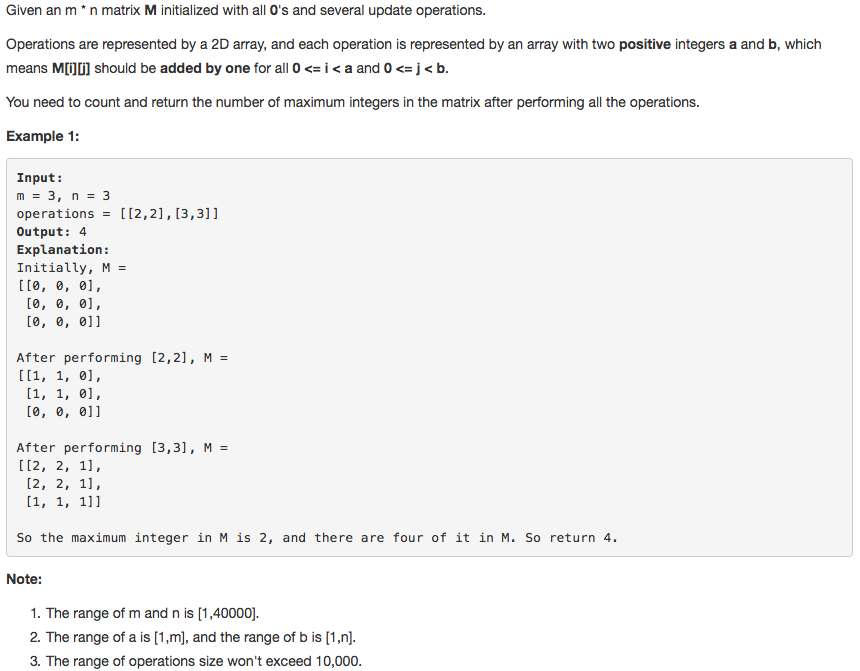 Given an m * n matrix M initialized with all 0's and several update operations.
Operations are represented by a 2D array, and each operation is represented by an array with two positive integers a and b, which
means M[i][j] should be added by one for all 0 <= i < a and 0 <= j < b.
You need to count and return the number of maximum integers in the matrix after performing all the operations.
Example 1:
Input:
m = 3, n = 3
operations = [[2,2],[3,3]]
Output: 4
Explanation:
Initially, M =
[[0, 0, 0],
 [0, 0, 0],
 [0, 0, 0]]
After performing [2,2], M =
[[1, 1, 0],
 [1, 1, 0],
 [0, 0, 0]]
After performing [3,3], M =
[[2, 2, 1],
 [2, 2, 1],
 [1, 1, 1]]
So the maximum integer in M is 2, and there are four of it in M. So return 4.
Note:
1. The range of m and n is [1,40000].
2. The range of a is [1,m], and the range of b is [1,n].
3. The range of operations size won't exceed 10,000.